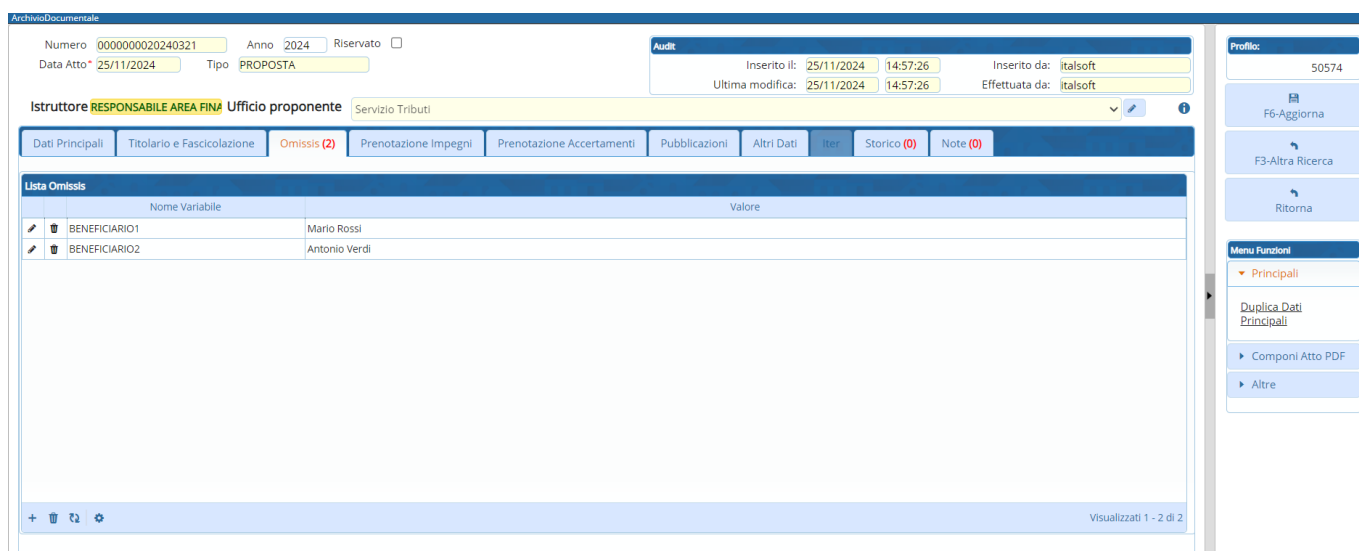 ArchivioDocumentale
Numero 0000000020240321 Anno 2024 Riservato
Data Atto* 25/11/2024 Tipo PROPOSTA
Audit
Inserito il: 25/11/2024 14:57:26 Inserito da: italsoft
Ultima modifica: 25/11/2024 14:57:26 Effettuata da: italsoft
Istruttore RESPONSABILE AREA FINA Ufficio proponente Servizio Tributi
Dati Principali Titolario e Fascicolazione Omissis (2) Prenotazione Impegni Prenotazione Accertamenti Pubblicazioni Altri Dati Iter Storico (0) Note (0)
Lista Omissis
Nome Variabile Valore
BENEFICIARIO1 Mario Rossi
BENEFICIARIO2 Antonio Verdi
Visualizzati 1 - 2 di 2
Profilo:
50574
F6-Aggiorna
F3-Altra Ricerca
Ritorna
Menu Funzioni
Principali
Duplica Dati
Principali
Componi Atto PDF
Altre